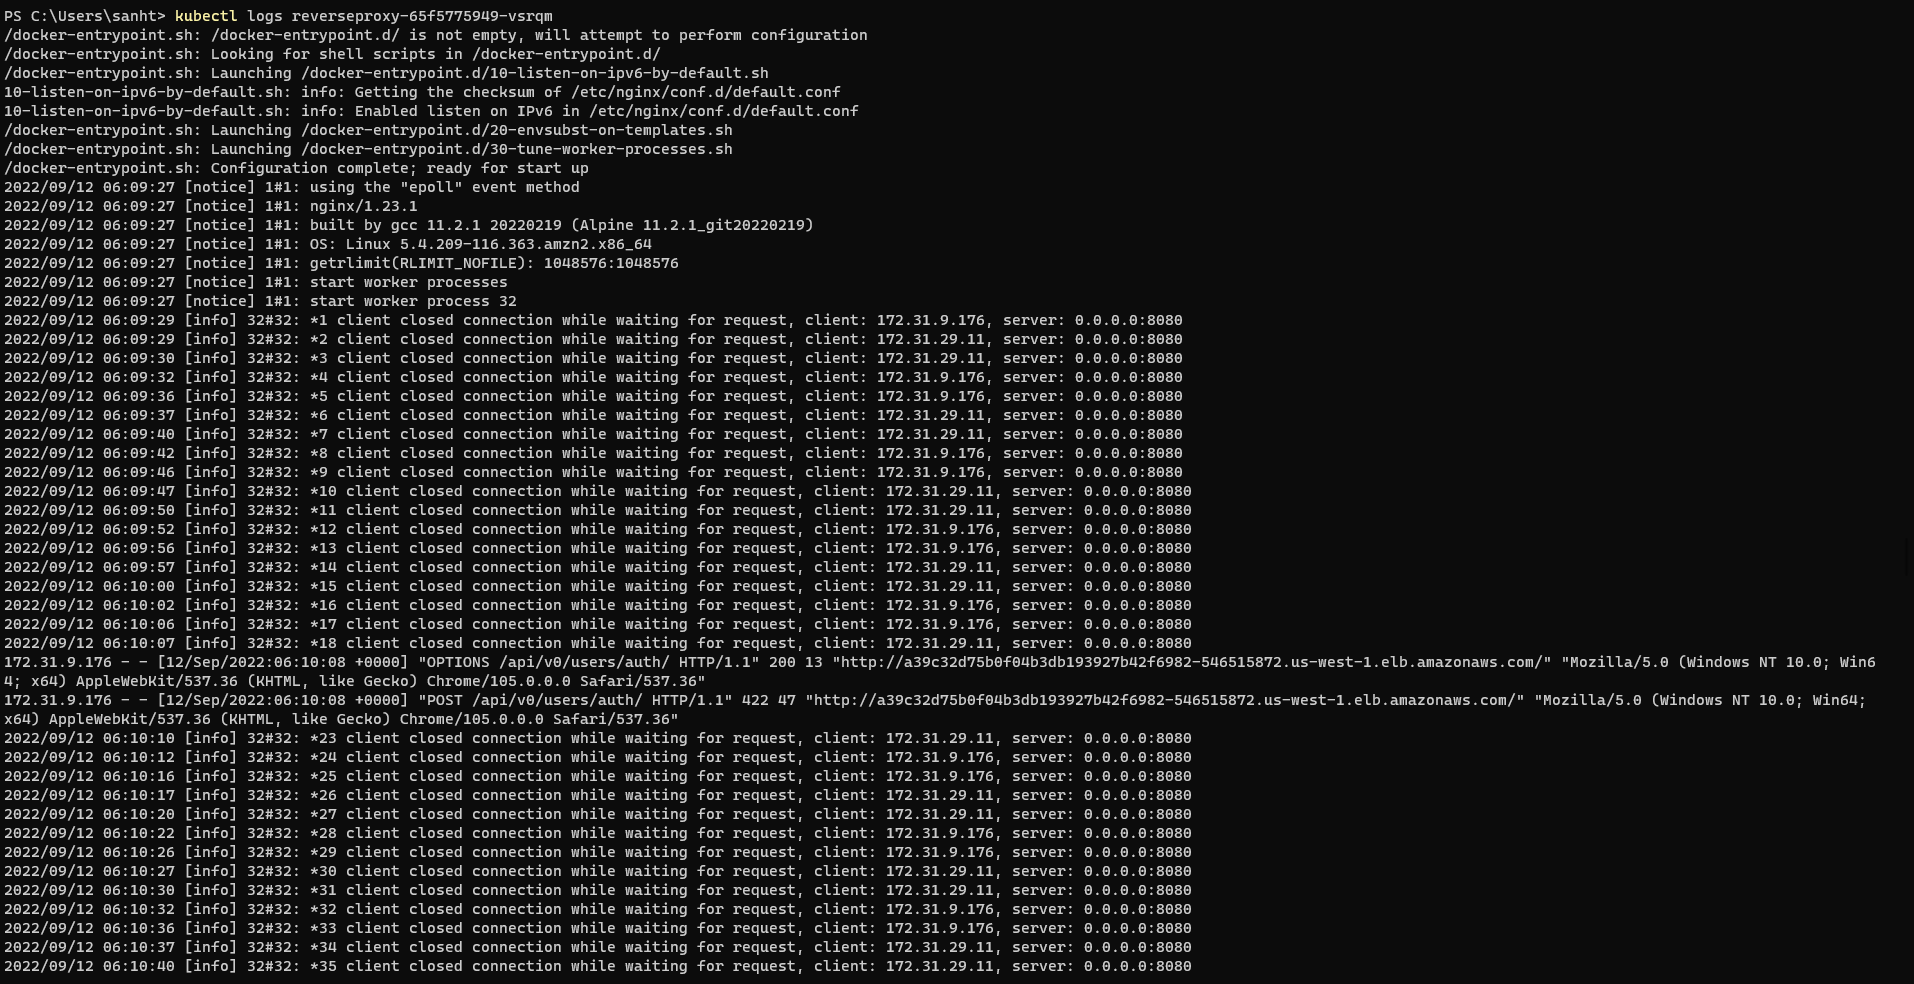 PS C:\Users\sanht> kubectl logs reverseproxy-65f5775949-vsrqm
/docker-entrypoint.sh: /docker-entrypoint.d/ is not empty, will attempt to perform configuration
/docker-entrypoint.sh: Looking for shell scripts in /docker-entrypoint.d/
/docker-entrypoint.sh: Launching /docker-entrypoint.d/10-listen-on-ipv6-by-default.sh
10-listen-on-ipv6-by-default.sh: info: Getting the checksum of /etc/nginx/conf.d/default.conf
10-listen-on-ipv6-by-default.sh: info: Enabled listen on IPv6 in /etc/nginx/conf.d/default.conf
/docker-entrypoint.sh: Launching /docker-entrypoint.d/20-envsubst-on-templates.sh
/docker-entrypoint.sh: Launching /docker-entrypoint.d/30-tune-worker-processes.sh
/docker-entrypoint.sh: Configuration complete; ready for start up
2022/09/12 06:09:27 [notice] 1#1: using the "epoll" event method
2022/09/12 06:09:27 [notice] 1#1: nginx/1.23.1
2022/09/12 06:09:27 [notice] 1#1: built by gcc 11.2.1 20220219 (Alpine 11.2.1_git20220219)
2022/09/12 06:09:27 [notice] 1#1: OS: Linux 5.4.209-116.363.amzn2.x86_64
2022/09/12 06:09:27 [notice] 1#1: getrlimit(RLIMIT_NOFILE): 1048576:1048576
2022/09/12 06:09:27 [notice] 1#1: start worker processes
2022/09/12 06:09:27 [notice] 1#1: start worker process 32
2022/09/12 06:09:29 [info] 32#32: *1 client closed connection while waiting for request, client: 172.31.9.176, server: 0.0.0.0:8080
2022/09/12 06:09:29 [info] 32#32: *2 client closed connection while waiting for request, client: 172.31.29.11, server: 0.0.0.0:8080
2022/09/12 06:09:30 [info] 32#32: *3 client closed connection while waiting for request, client: 172.31.29.11, server: 0.0.0.0:8080
2022/09/12 06:09:32 [info] 32#32: *4 client closed connection while waiting for request, client: 172.31.9.176, server: 0.0.0.0:8080
2022/09/12 06:09:36 [info] 32#32: *5 client closed connection while waiting for request, client: 172.31.9.176, server: 0.0.0.0:8080
2022/09/12 06:09:37 [info] 32#32: *6 client closed connection while waiting for request, client: 172.31.29.11, server: 0.0.0.0:8080
2022/09/12 06:09:40 [info] 32#32: *7 client closed connection while waiting for request, client: 172.31.29.11, server: 0.0.0.0:8080
2022/09/12 06:09:42 [info] 32#32: *8 client closed connection while waiting for request, client: 172.31.9.176, server: 0.0.0.0:8080
2022/09/12 06:09:46 [info] 32#32: *9 client closed connection while waiting for request, client: 172.31.9.176, server: 0.0.0.0:8080
2022/09/12 06:09:47 [info] 32#32: *10 client closed connection while waiting for request, client: 172.31.29.11, server: 0.0.0.0:8080
2022/09/12 06:09:50 [info] 32#32: *11 client closed connection while waiting for request, client: 172.31.29.11, server: 0.0.0.0:8080
2022/09/12 06:09:52 [info] 32#32: *12 client closed connection while waiting for request, client: 172.31.9.176, server: 0.0.0.0:8080
2022/09/12 06:09:56 [info] 32#32: *13 client closed connection while waiting for request, client: 172.31.9.176, server: 0.0.0.0:8080
2022/09/12 06:09:57 [info] 32#32: *14 client closed connection while waiting for request, client: 172.31.29.11, server: 0.0.0.0:8080
2022/09/12 06:10:00 [info] 32#32: *15 client closed connection while waiting for request, client: 172.31.29.11, server: 0.0.0.0:8080
2022/09/12 06:10:02 [info] 32#32: *16 client closed connection while waiting for request, client: 172.31.9.176, server: 0.0.0.0:8080
2022/09/12 06:10:06 [info] 32#32: *17 client closed connection while waiting for request, client: 172.31.9.176, server: 0.0.0.0:8080
2022/09/12 06:10:07 [info] 32#32: *18 client closed connection while waiting for request, client: 172.31.29.11, server: 0.0.0.0:8080
172.31.9.176 - - [12/Sep/2022:06:10:08 +0000] "OPTIONS /api/v0/users/auth/ HTTP/1.1" 200 13 "http://a39c32d75b0f04b3db193927b42f6982-546515872.us-west-1.elb.amazonaws.com/" "Mozilla/5.0 (Windows NT 10.0; Win6
4; x64) AppleWebKit/537.36 (KHTML, like Gecko) Chrome/105.0.0.0 Safari/537.36"
172.31.9.176 - - [12/Sep/2022:06:10:08 +0000] "POST /api/v0/users/auth/ HTTP/1.1" 422 47 "http://a39c32d75b0f04b3db193927b42f6982-546515872.us-west-1.elb.amazonaws.com/" "Mozilla/5.0 (Windows NT 10.0; Win64;
x64) AppleWebKit/537.36 (KHTML, like Gecko) Chrome/105.0.0.0 Safari/537.36"
2022/09/12 06:10:10 [info] 32#32: *23 client closed connection while waiting for request, client: 172.31.29.11, server: 0.0.0.0:8080
2022/09/12 06:10:12 [info] 32#32: *24 client closed connection while waiting for request, client: 172.31.9.176, server: 0.0.0.0:8080
2022/09/12 06:10:16 [info] 32#32: *25 client closed connection while waiting for request, client: 172.31.9.176, server: 0.0.0.0:8080
2022/09/12 06:10:17 [info] 32#32: *26 client closed connection while waiting for request, client: 172.31.29.11, server: 0.0.0.0:8080
2022/09/12 06:10:20 [info] 32#32: *27 client closed connection while waiting for request, client: 172.31.29.11, server: 0.0.0.0:8080
2022/09/12 06:10:22 [info] 32#32: *28 client closed connection while waiting for request, client: 172.31.9.176, server: 0.0.0.0:8080
2022/09/12 06:10:26 [info] 32#32: *29 client closed connection while waiting for request, client: 172.31.9.176, server: 0.0.0.0:8080
2022/09/12 06:10:27 [info] 32#32: *30 client closed connection while waiting for request, client: 172.31.29.11, server: 0.0.0.0:8080
2022/09/12 06:10:30 [info] 32#32: *31 client closed connection while waiting for request, client: 172.31.29.11, server: 0.0.0.0:8080
2022/09/12 06:10:32 [info] 32#32: *32 client closed connection while waiting for request, client: 172.31.9.176, server: 0.0.0.0:8080
2022/09/12 06:10:36 [info] 32#32: *33 client closed connection while waiting for request, client: 172.31.9.176, server: 0.0.0.0:8080
2022/09/12 06:10:37 [info] 32#32: *34 client closed connection while waiting for request, client: 172.31.29.11, server: 0.0.0.0:8080
2022/09/12 06:10:40 [info] 32#32: *35 client closed connection while waiting for request, client: 172.31.29.11, server: 0.0.0.0:8080